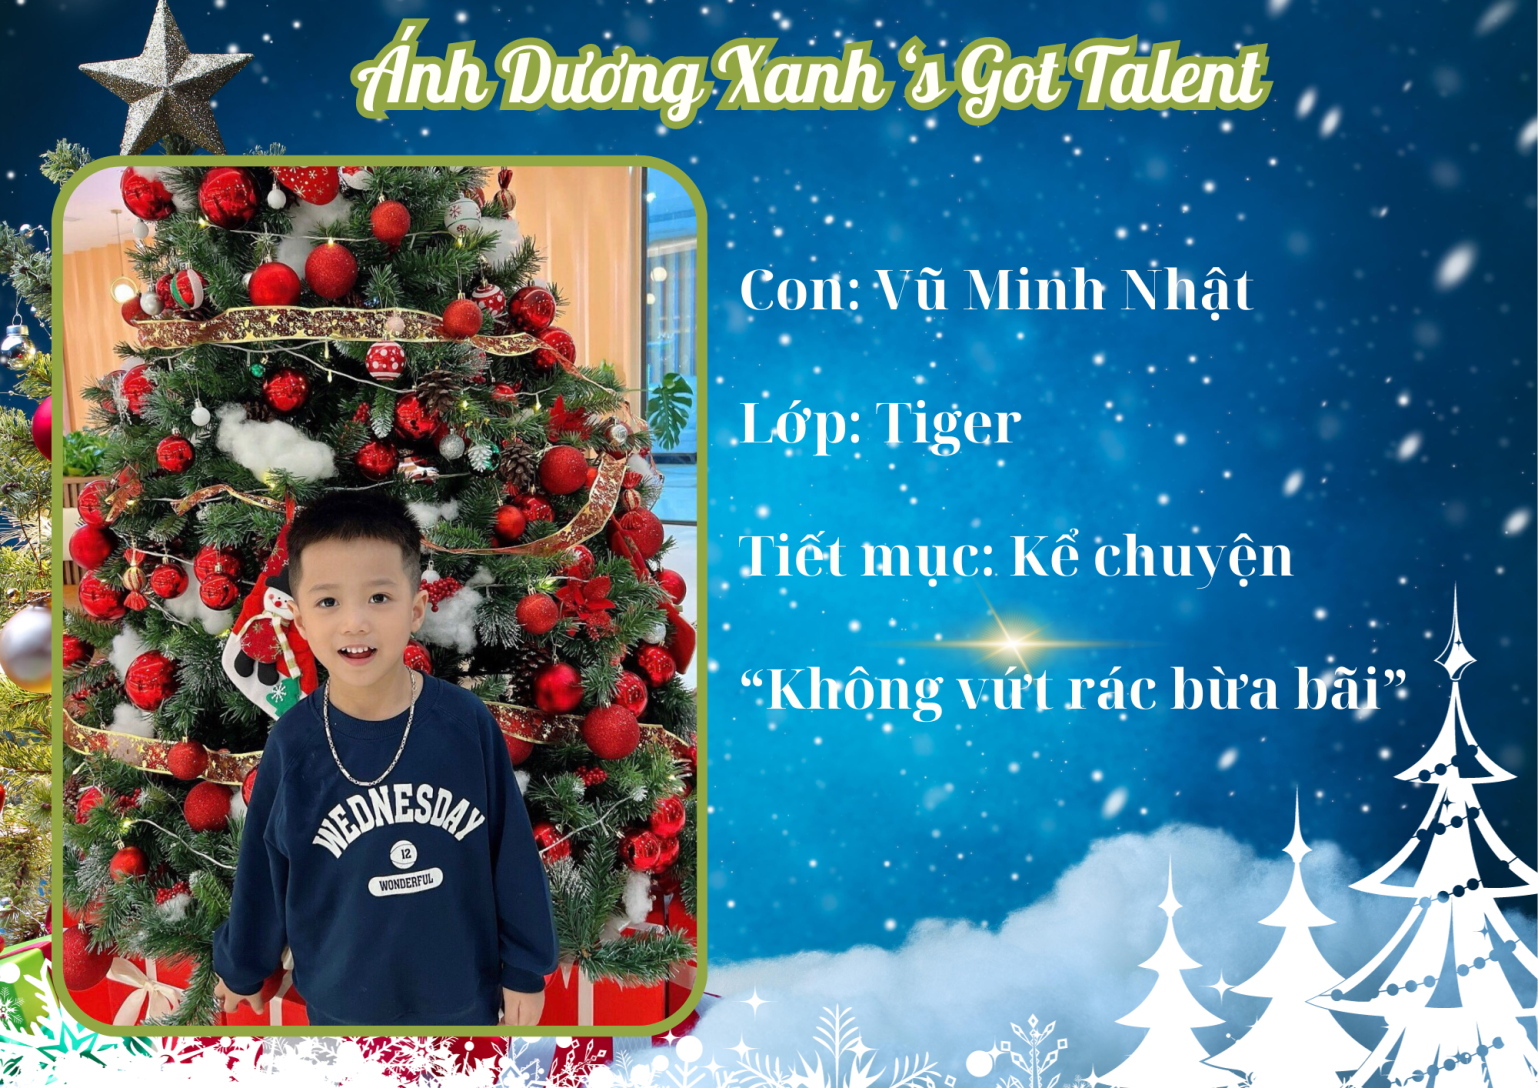 Ánh Dương Xanh ‘s Got Talent
Con: Vũ Minh Nhật
Lớp: Tiger
Tiết mục: Kể chuyện
“Không vứt rác bừa bãi”
WEDNESDAY
12
WONDERFUL